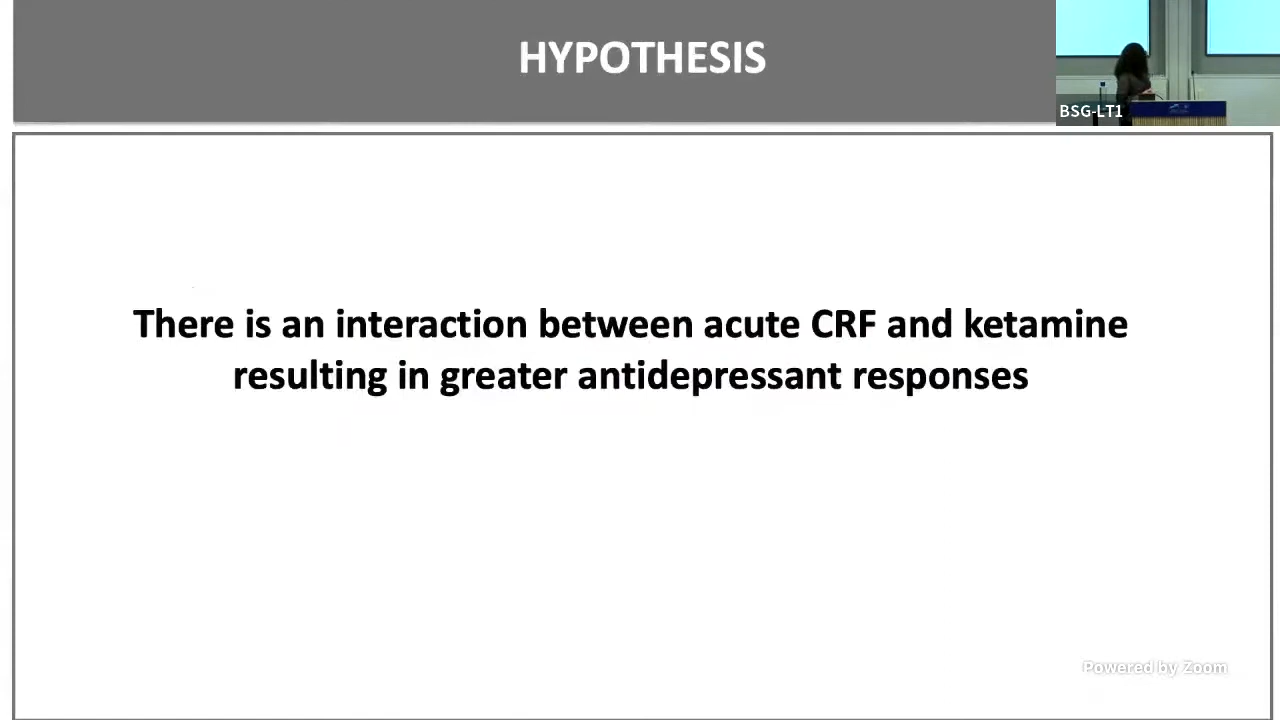 HYPOTHESIS
BSG-LT1
There is an interaction between acute CRF and ketamine
resulting in greater antidepressant responses
Powered by Zoom